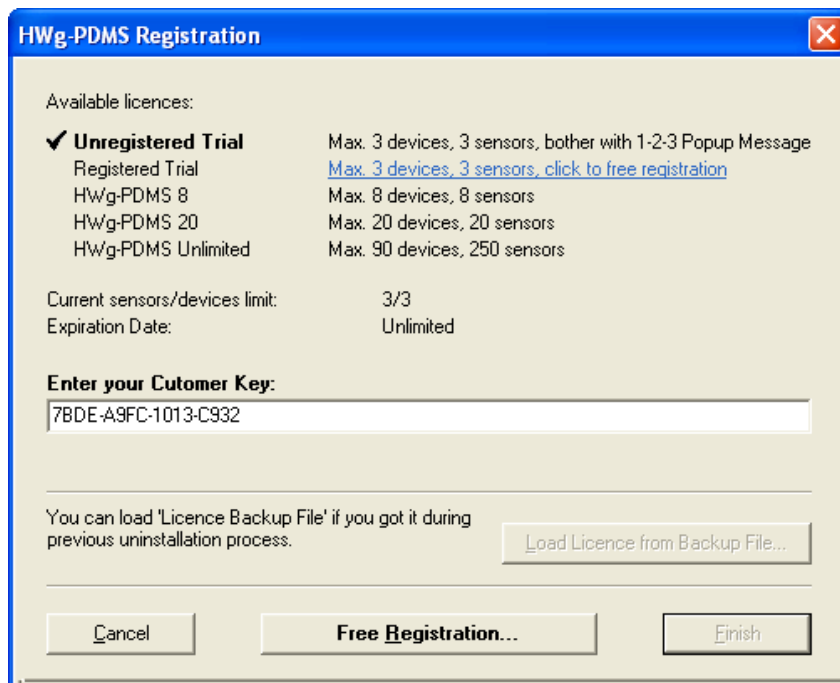 HWg-PDMS Registration
Available licences:
Unregistered Trial Max. 3 devices, 3 sensors, bother with 1-2-3 Popup Message
Registered Trial Max. 3 devices, 3 sensors, click to free registration
HWg-PDMS 8 Max. 8 devices, 8 sensors
HWg-PDMS 20 Max. 20 devices, 20 sensors
HWg-PDMS Unlimited Max. 90 devices, 250 sensors
Current sensors/devices limit: 3/3
Expiration Date: Unlimited
Enter your Cutomer Key:
7BDE-A9FC-1013-C932
You can load 'Licence Backup File' if you got it during
previous uninstallation process.
Load Licence from Backup File...
Cancel Free Registration... Finish